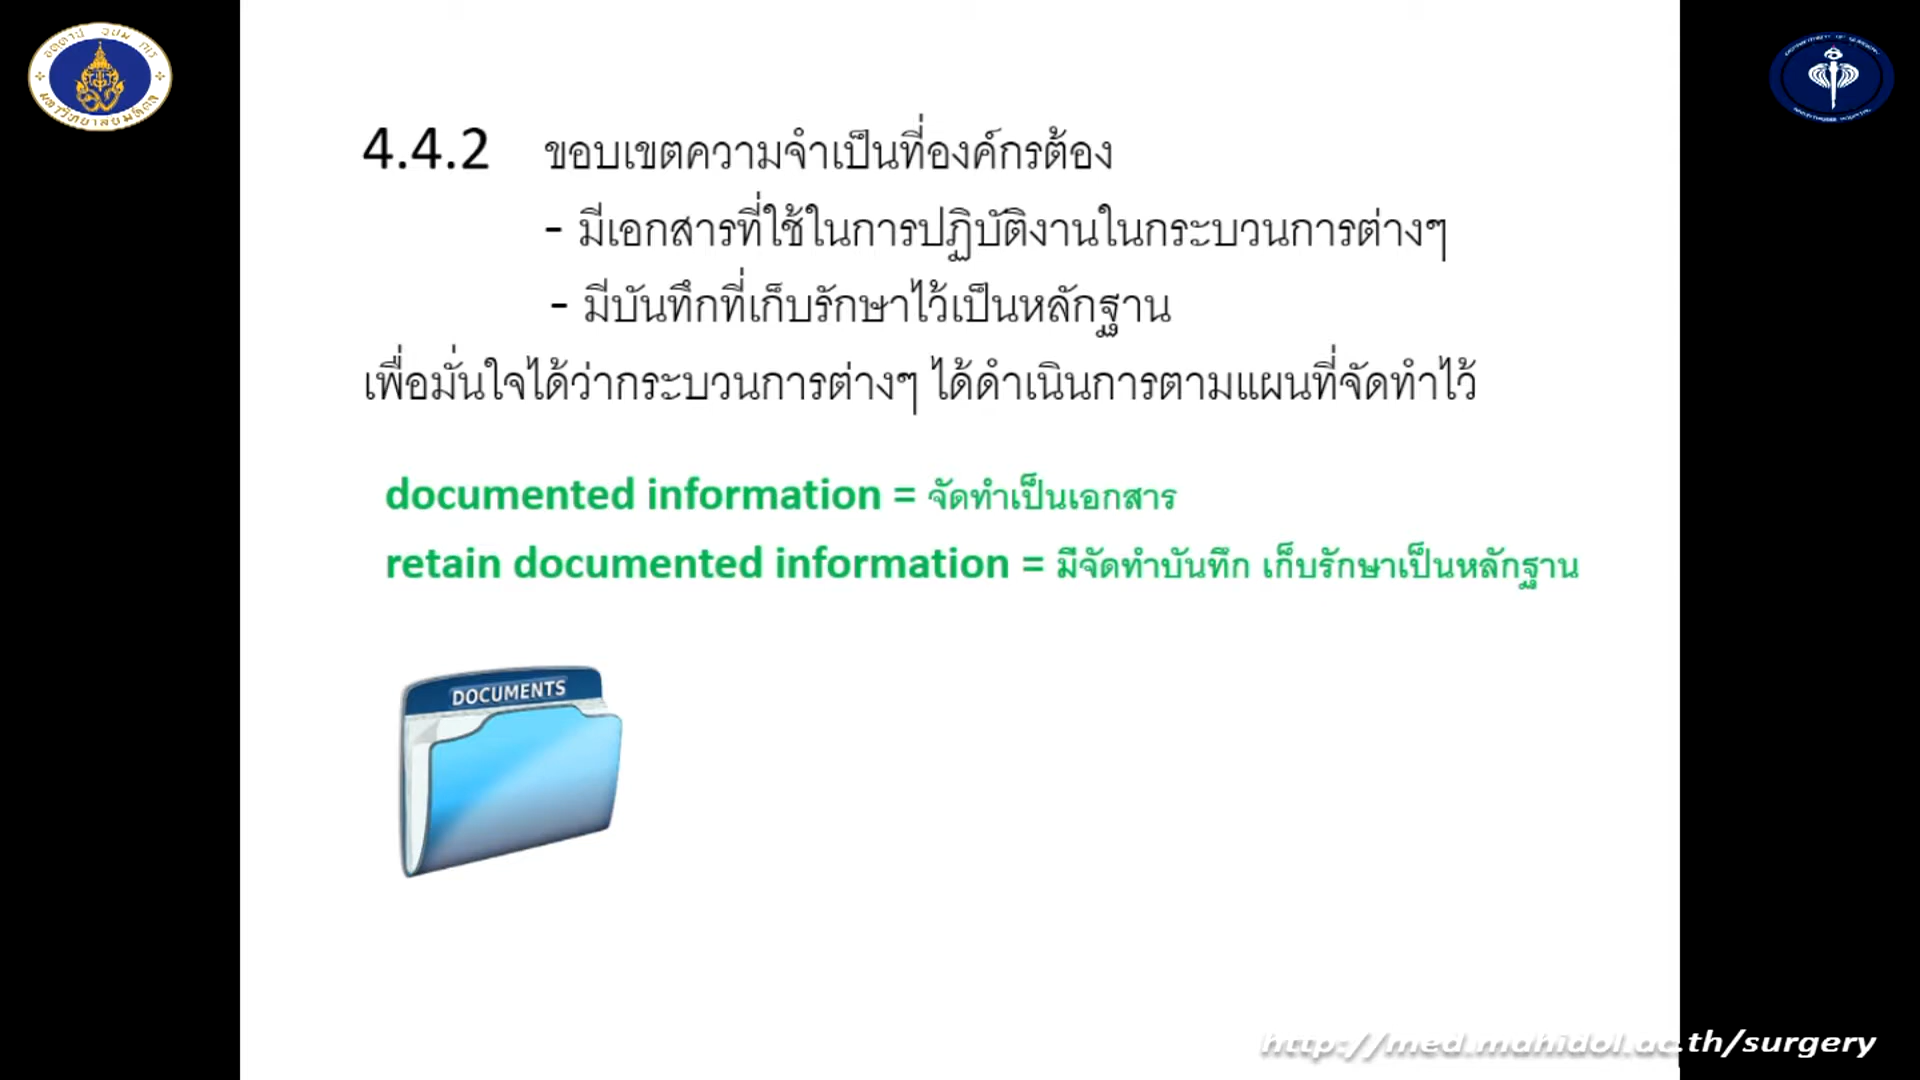 4.4.2 ขอบเขตความจำเป็นที่องค์กรต้อง
- มีเอกสารที่ใช้ในการปฏิบัติงานในกระบวนการต่างๆ
- มีบันทึกที่เก็บรักษาไว้เป็นหลักฐาน
เพื่อมั่นใจได้ว่ากระบวนการต่างๆ ได้ดำเนินการตามแผนที่จัดทำไว้
documented information = จัดทำเป็นเอกสาร
retain documented information = มีจัดทำบันทึก เก็บรักษาเป็นหลักฐาน
DOCUMENTS
http://med.mahidol.ac.th/surgery